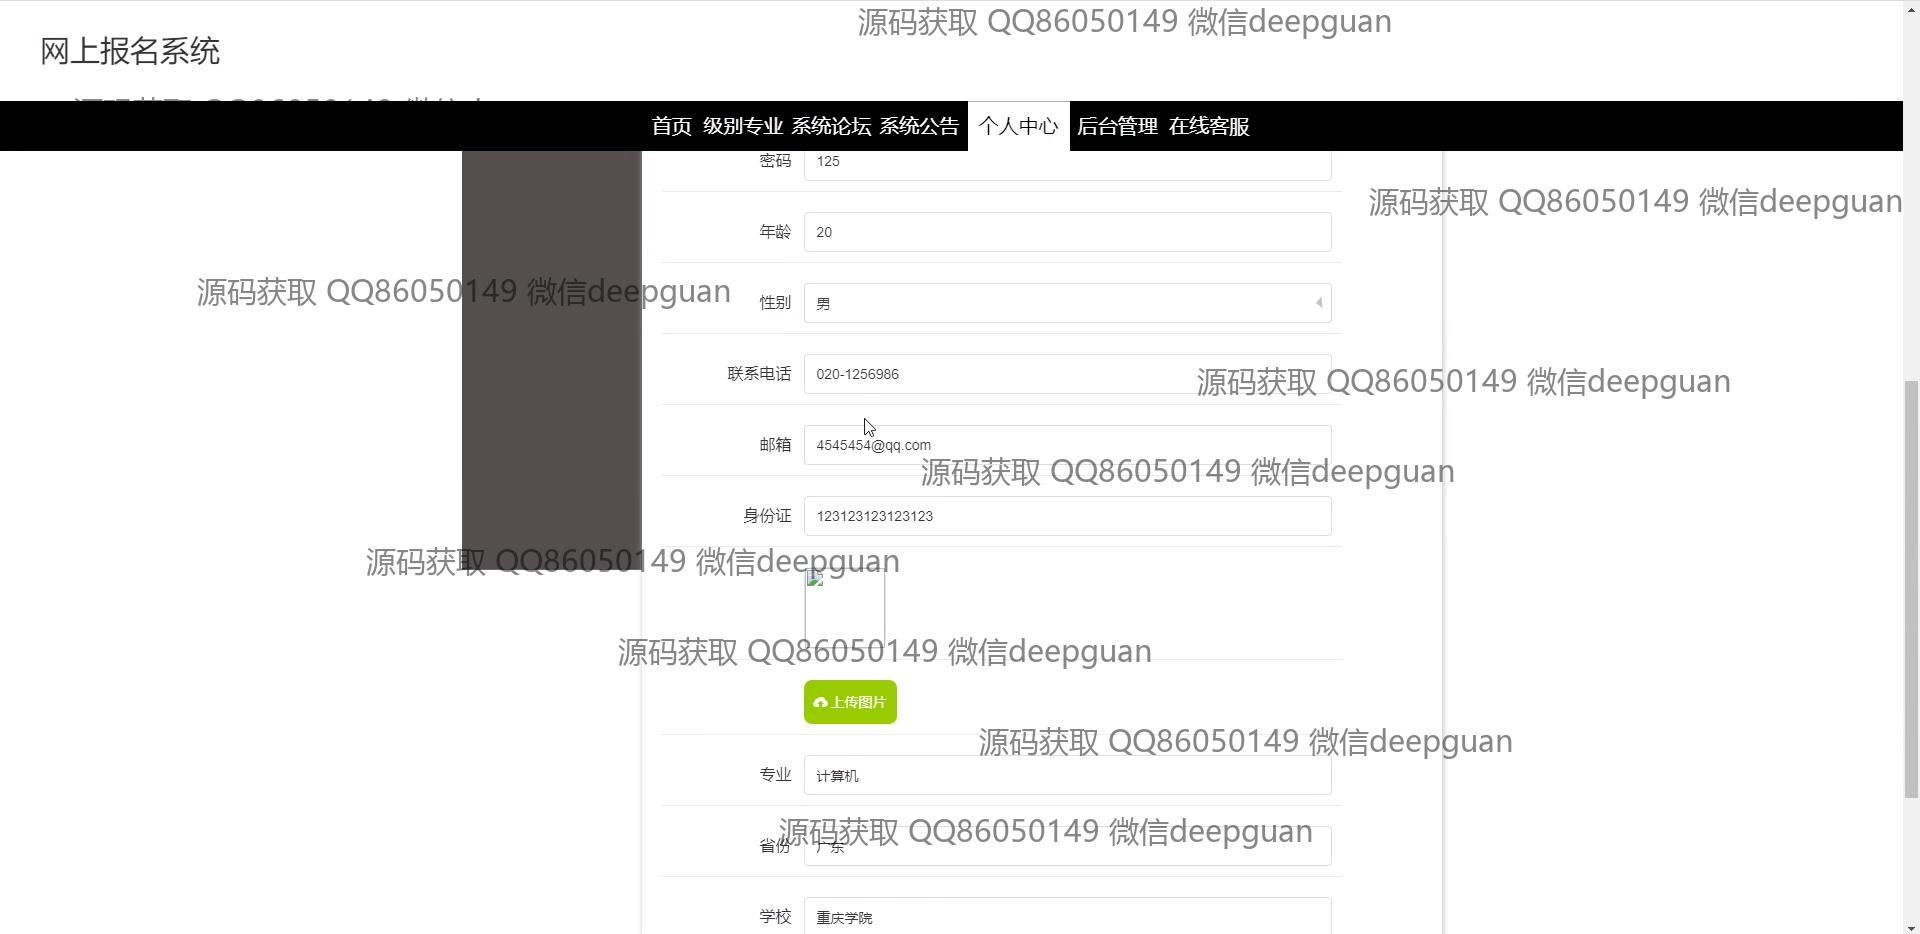 源码获取 QQ86050149 微信deepguan
网上报名系统
首页 级别专业 系统论坛 系统公告 个人中心 后台管理 在线客服
密码 125
源码获取 QQ86050149 微信deepguan
年龄 20
源码获取 QQ86050149 微信deepguan
性别 男
联系电话 020-1256986
源码获取 QQ86050149 微信deepguan
邮箱 4545454@qq.com
源码获取 QQ86050149 微信deepguan
身份证 123123123123123
源码获取 QQ86050149 微信deepguan
源码获取 QQ86050149 微信deepguan
上传图片
源码获取 QQ86050149 微信deepguan
专业 计算机
源码获取 QQ86050149 微信deepguan
省份 广东
学校 重庆学院